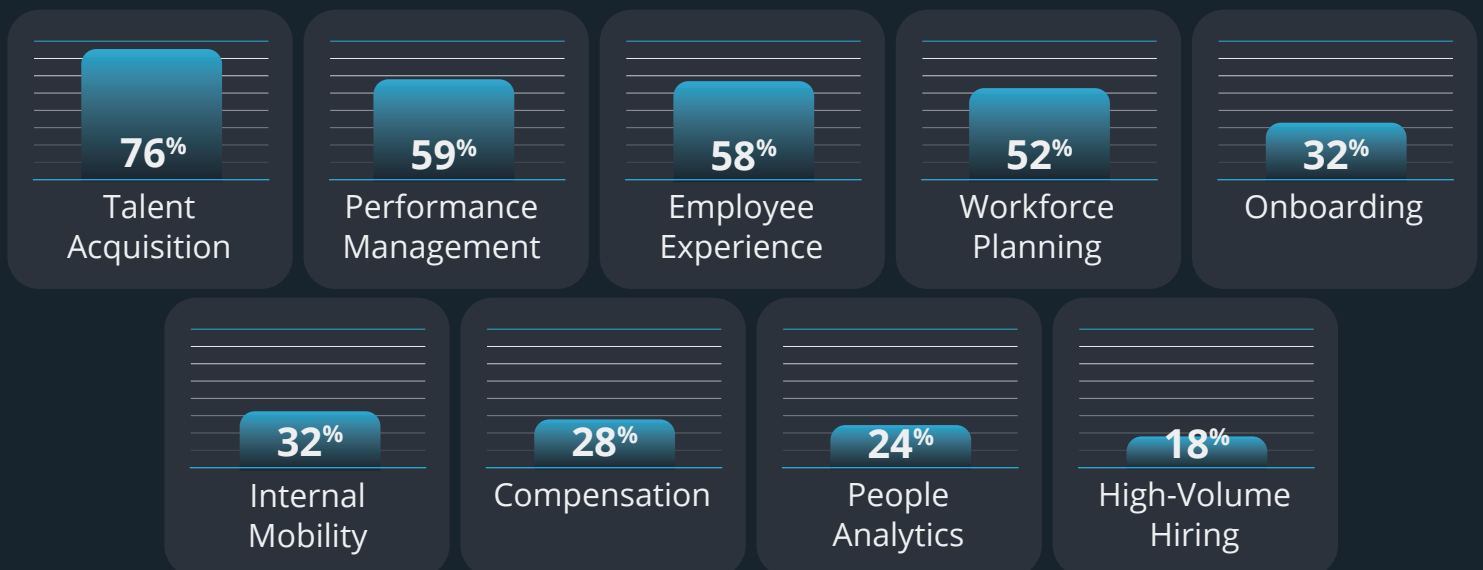 76%
Talent
Acquisition
59%
Performance
Management
58%
Employee
Experience
52%
Workforce
Planning
32%
Onboarding
32%
Internal
Mobility
28%
Compensation
24%
People
Analytics
18%
High-Volume
Hiring